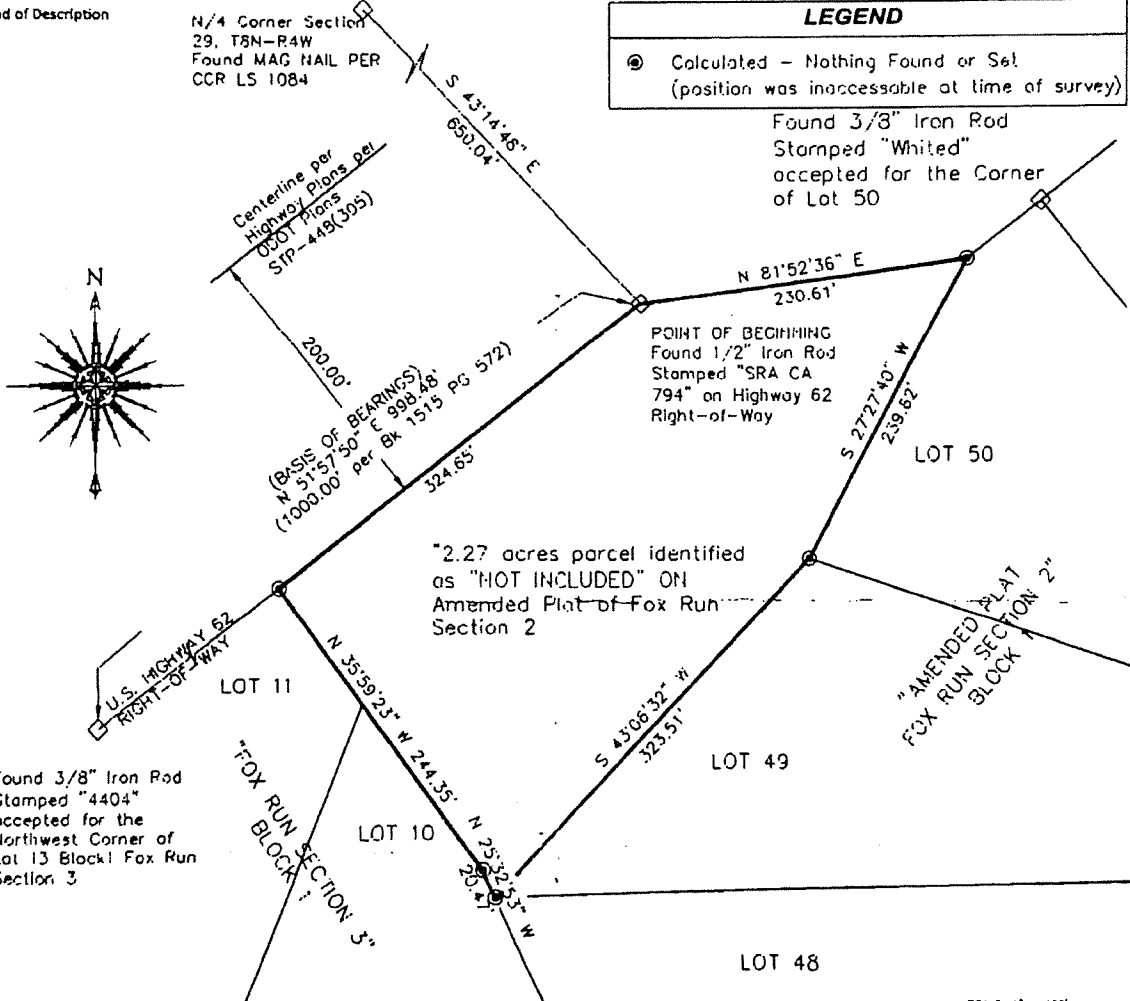 nd of Description
N/4 Corner Section
29, T8N-R4W
Found MAG NAIL PER
CCR LS 1084
LEGEND
Calculated - Nothing Found or Set
(position was inaccessable at time of survey)
Found 3/8" Iron Rod
Stamped "Whited"
accepted for the Corner
of Lot 50
S 43°14'48" E
650.04'
Centerline per
Highway Plans per
ODOT Plans
STP-44B(305)
N
200.00'
N 81°52'36" E
230.61'
POINT OF BEGINNING
Found 1/2" Iron Rod
Stamped "SRA CA
794" on Highway 62
Right-of-Way
(BASIS OF BEARINGS)
N 51°57'50" E 998.48'
(1000.00' per Bk 1515 PG 572)
324.65'
S 27°27'40" W
239.62'
LOT 50
"2.27 acres parcel identified
as "NOT INCLUDED" ON
Amended Plat of Fox Run
Section 2
"AMENDED PLAT
FOX RUN SECTION 2"
BLOCK 1
U.S. HIGHWAY 62
RIGHT-OF-WAY
LOT 11
N 35°59'23" W 244.35'
S 43°06'32" W
323.51'
LOT 49
ound 3/8" Iron Rod
Stamped "4404"
accepted for the
Northwest Corner of
Lot 13 Block1 Fox Run
Section 3
"FOX RUN SECTION 3"
BLOCK 1
LOT 10
N 25°32'53" W
LOT 48